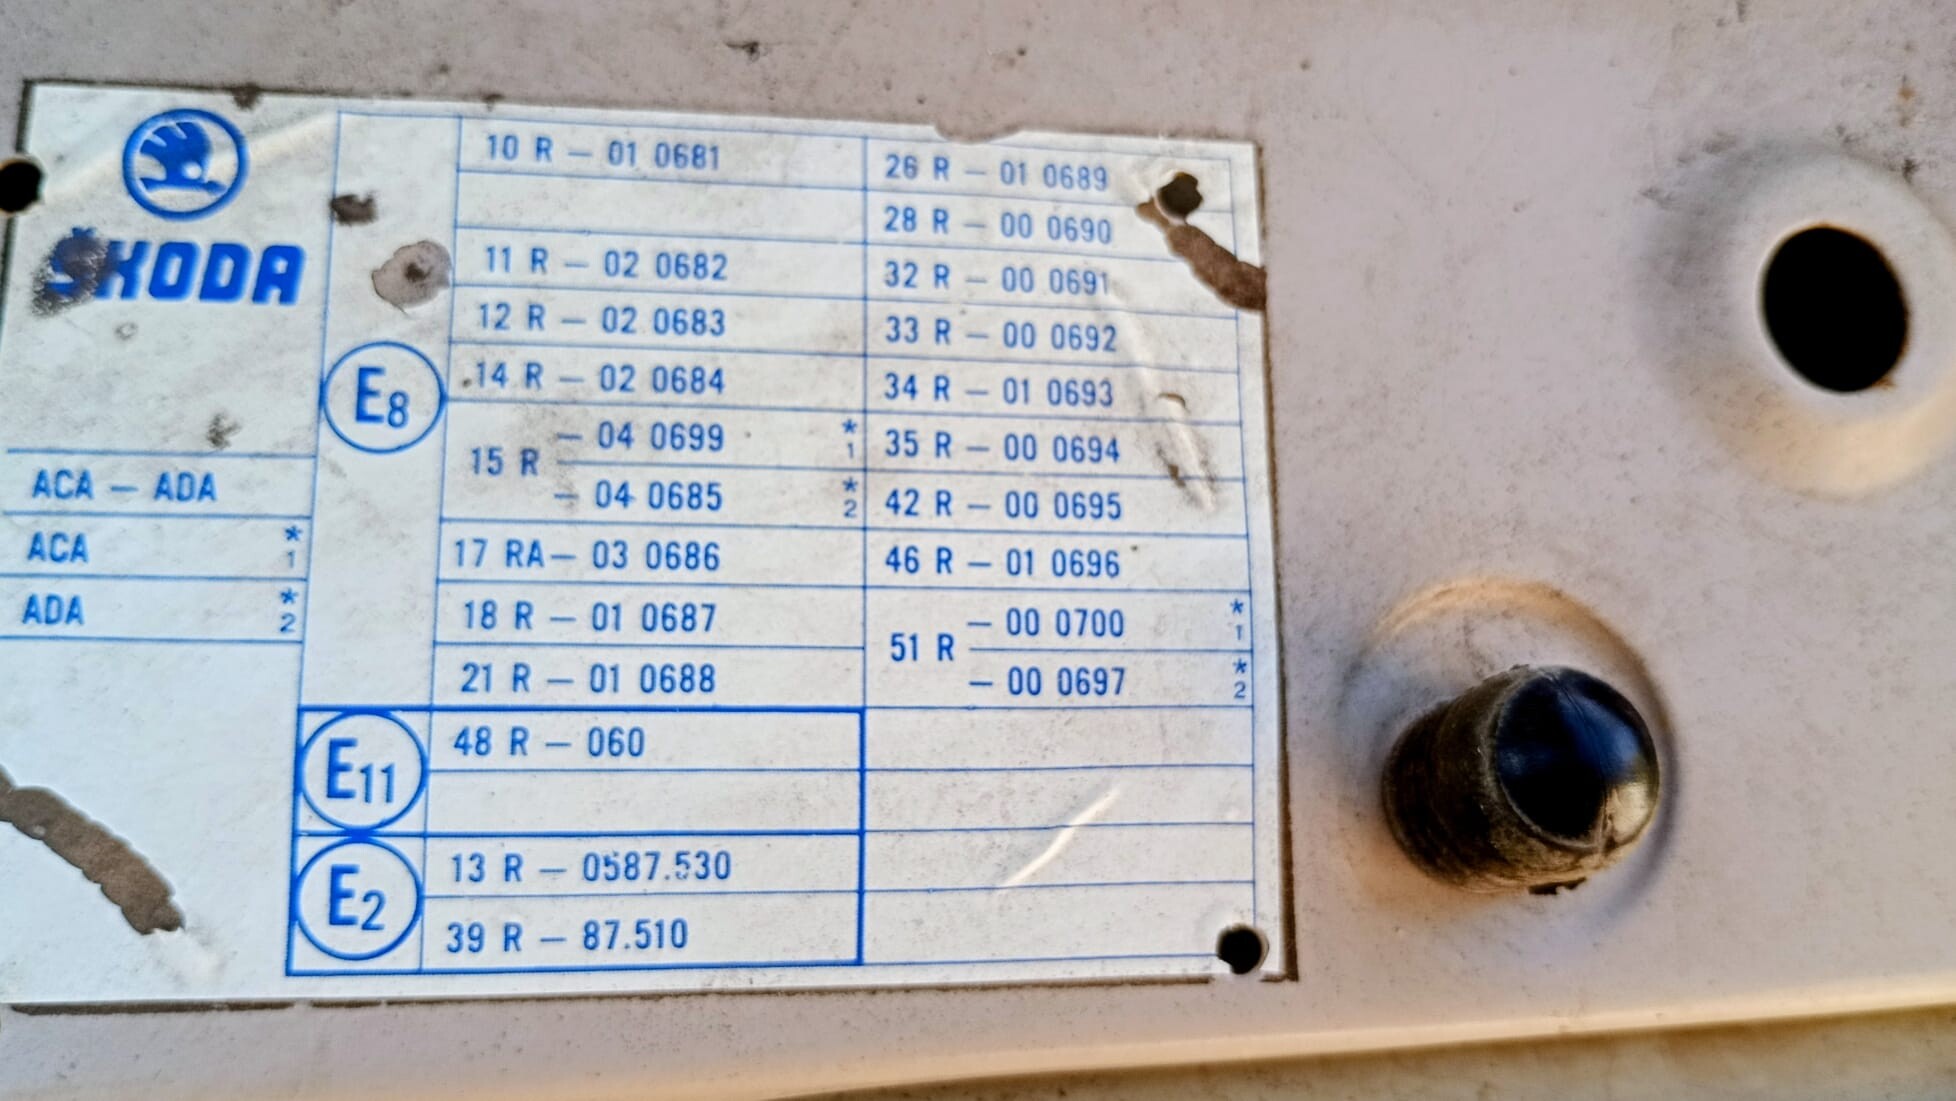 ŠKODA
ACA – ADA
ACA *1
ADA *2
E8
10 R – 01 0681
11 R – 02 0682
12 R – 02 0683
14 R – 02 0684
15 R – 04 0699 *1
– 04 0685 *2
17 RA – 03 0686
18 R – 01 0687
21 R – 01 0688
26 R – 01 0689
28 R – 00 0690
32 R – 00 0691
33 R – 00 0692
34 R – 01 0693
35 R – 00 0694
42 R – 00 0695
46 R – 01 0696
51 R – 00 0700 *1
– 00 0697 *2
E11
48 R – 060
E2
13 R – 0587.530
39 R – 87.510